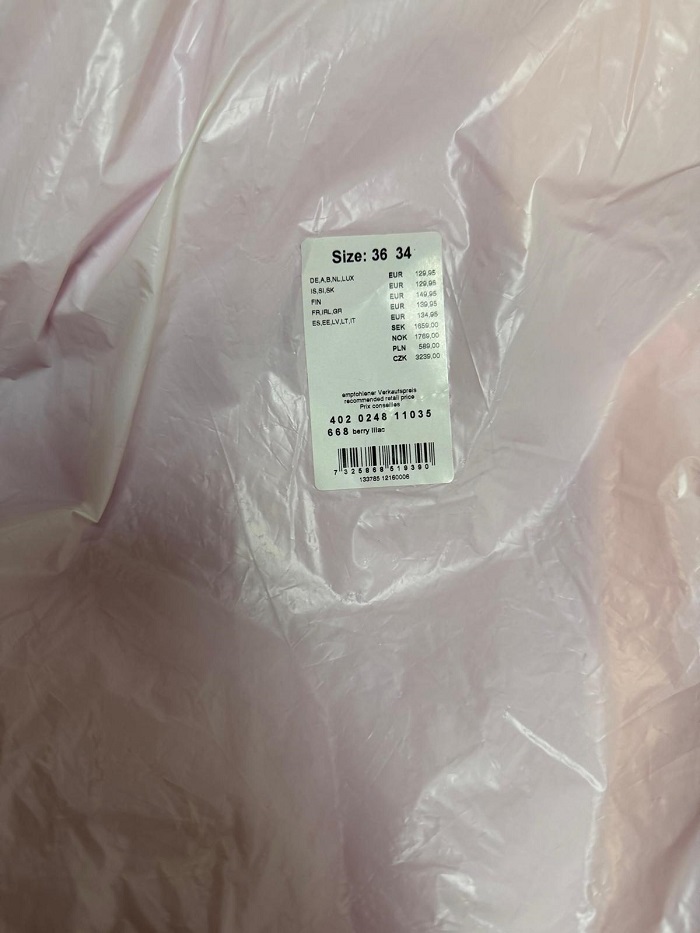 Size: 36 34
DE,A,B,NL,LUX EUR 129,95
IS,SI,SK EUR 129,95
FIN EUR 149,95
FR,IRL,GR EUR 139,95
ES,EE,LV,LT,IT EUR 134,95
SEK 1659,00
NOK 1769,00
PLN 589,00
CZK 3239,00
empfohlener Verkaufspreis
recommended retail price
Prix conseilles
402 0248 11035
668 berry lilac
7 325868 519390
133765 12160006